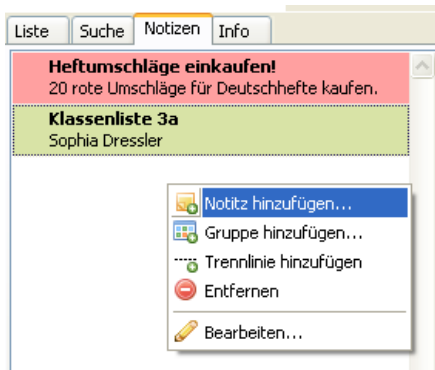 Liste Suche Notizen Info
Heftumschläge einkaufen!
20 rote Umschläge für Deutschhefte kaufen.
Klassenliste 3a
Sophia Dressler
Notitz hinzufügen...
Gruppe hinzufügen...
Trennlinie hinzufügen
Entfernen
Bearbeiten...